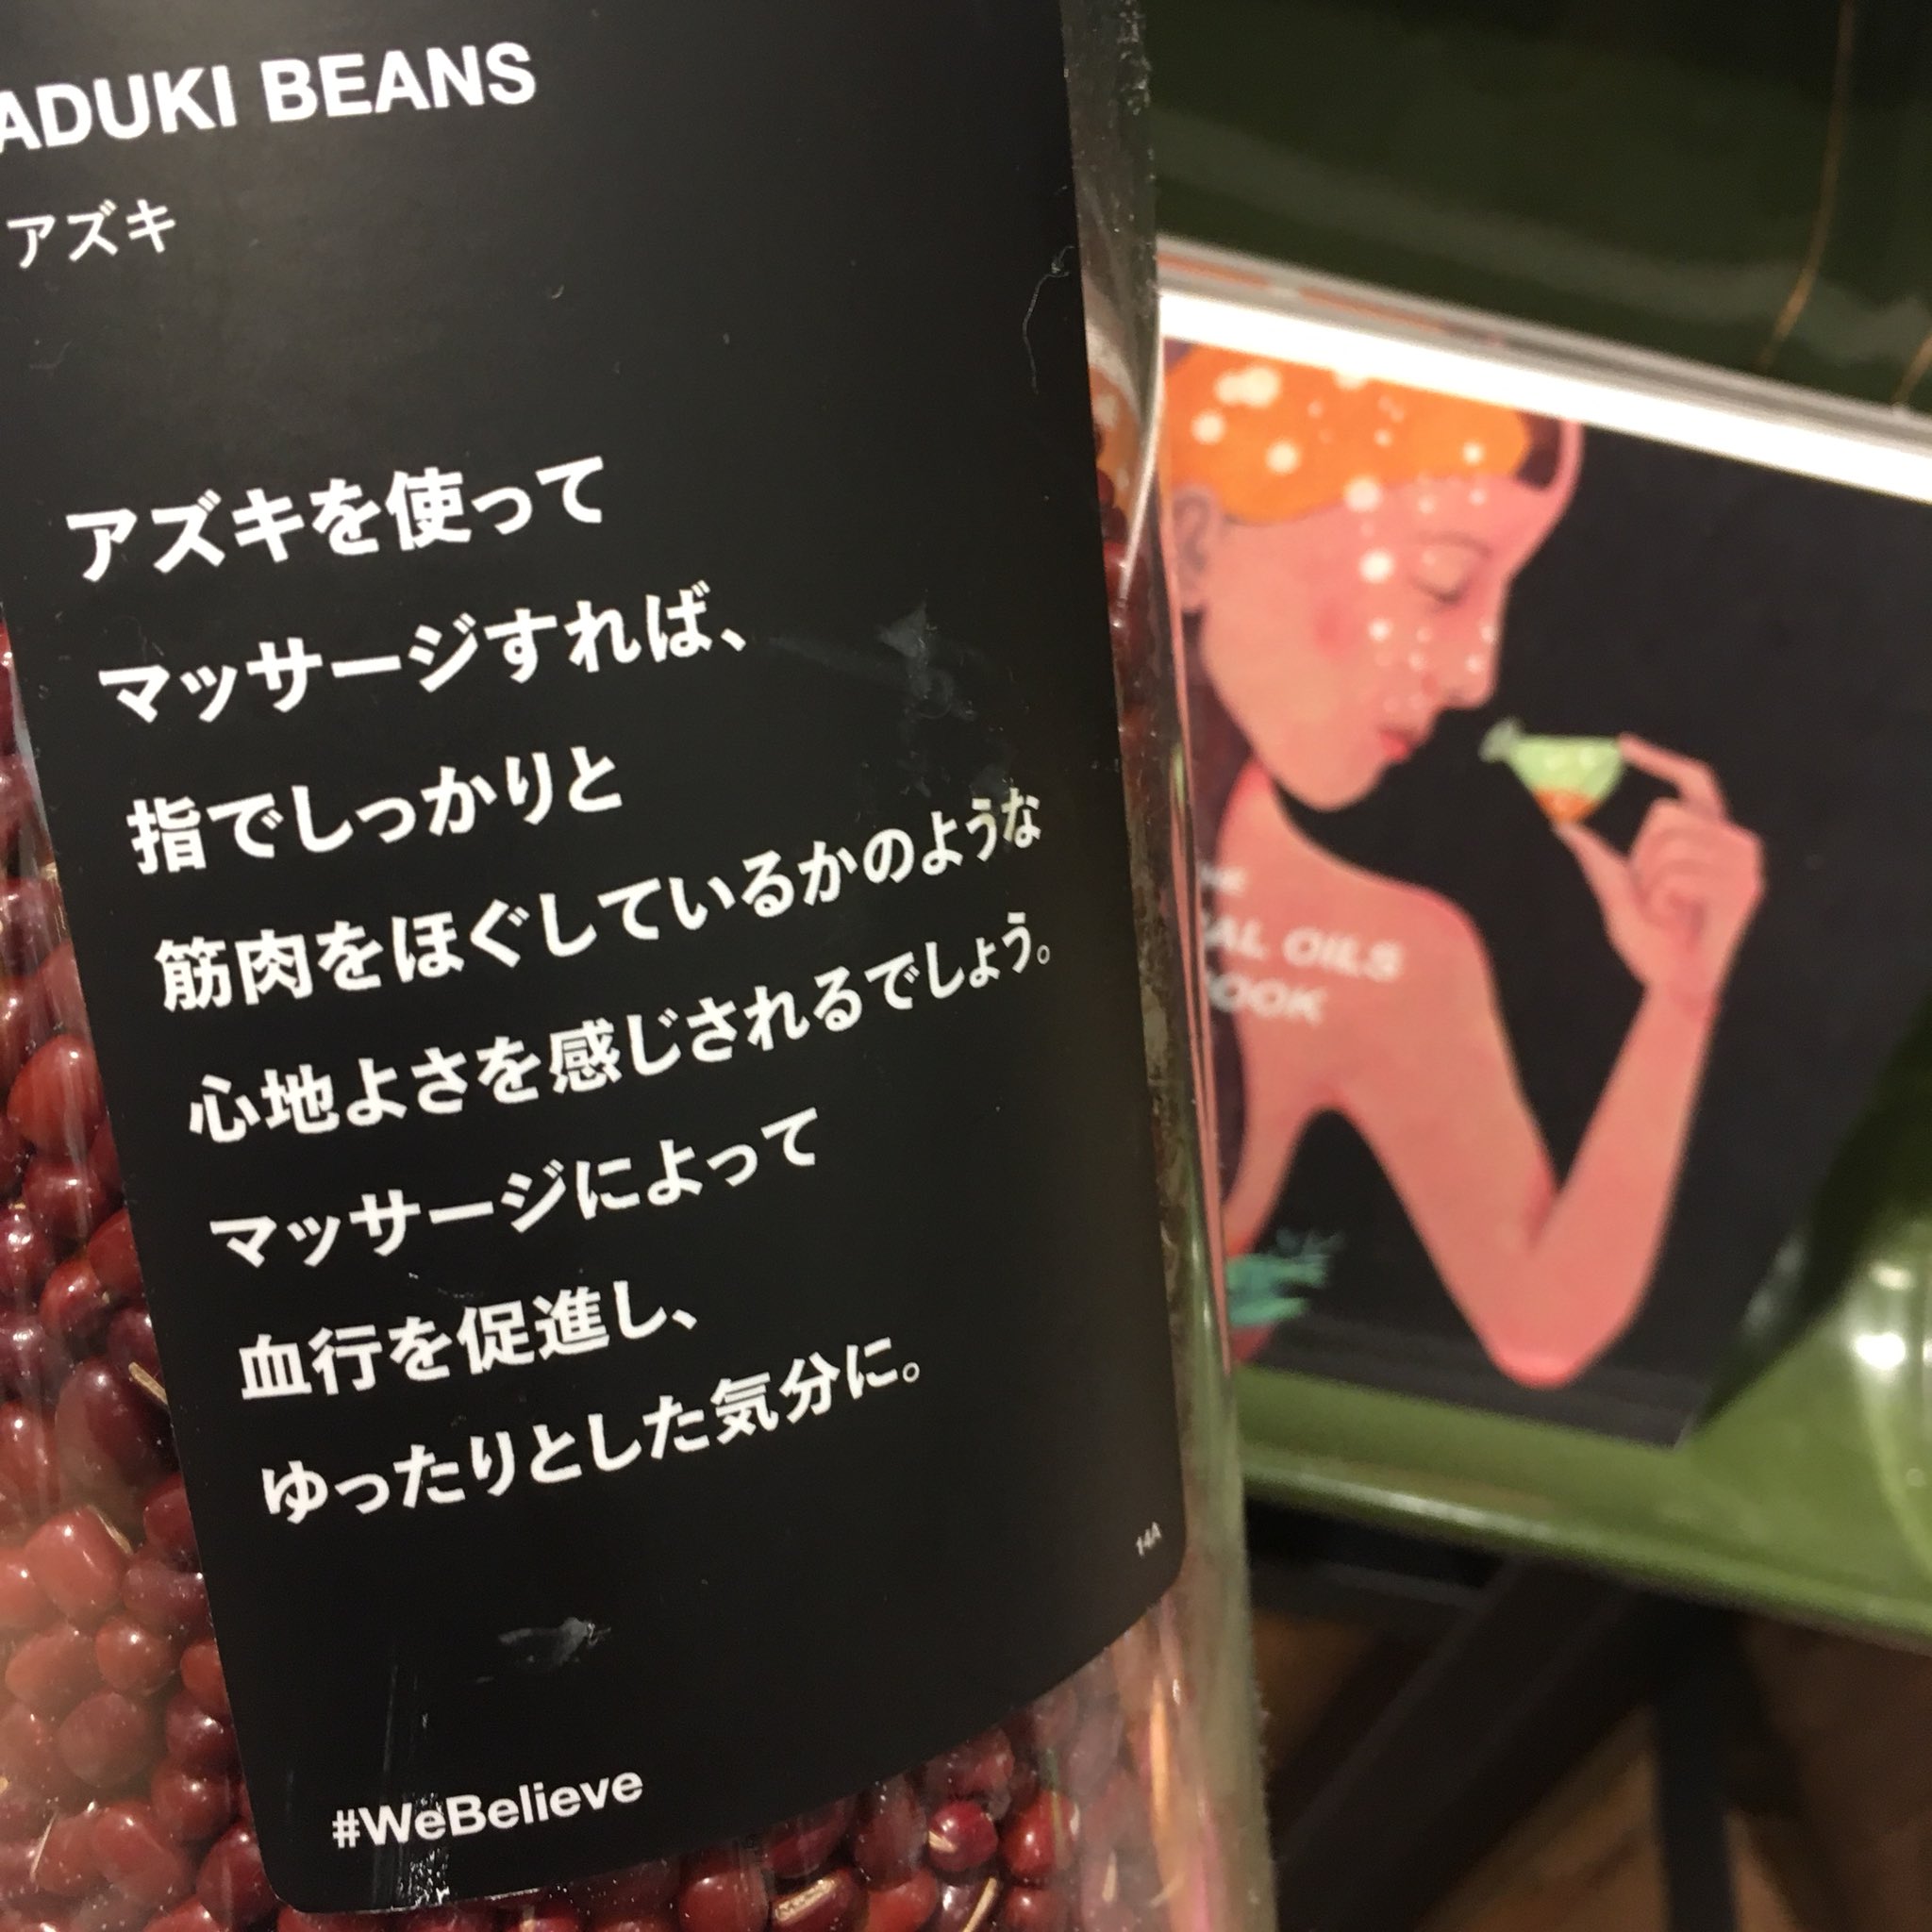 ADUKI BEANS
アズキ
アズキを使って
マッサージすれば、
指でしっかりと
筋肉をほぐしているかのような
心地よさを感じされるでしょう。
マッサージによって
血行を促進し、
ゆったりとした気分に。
14A
#WeBelieve
OILS